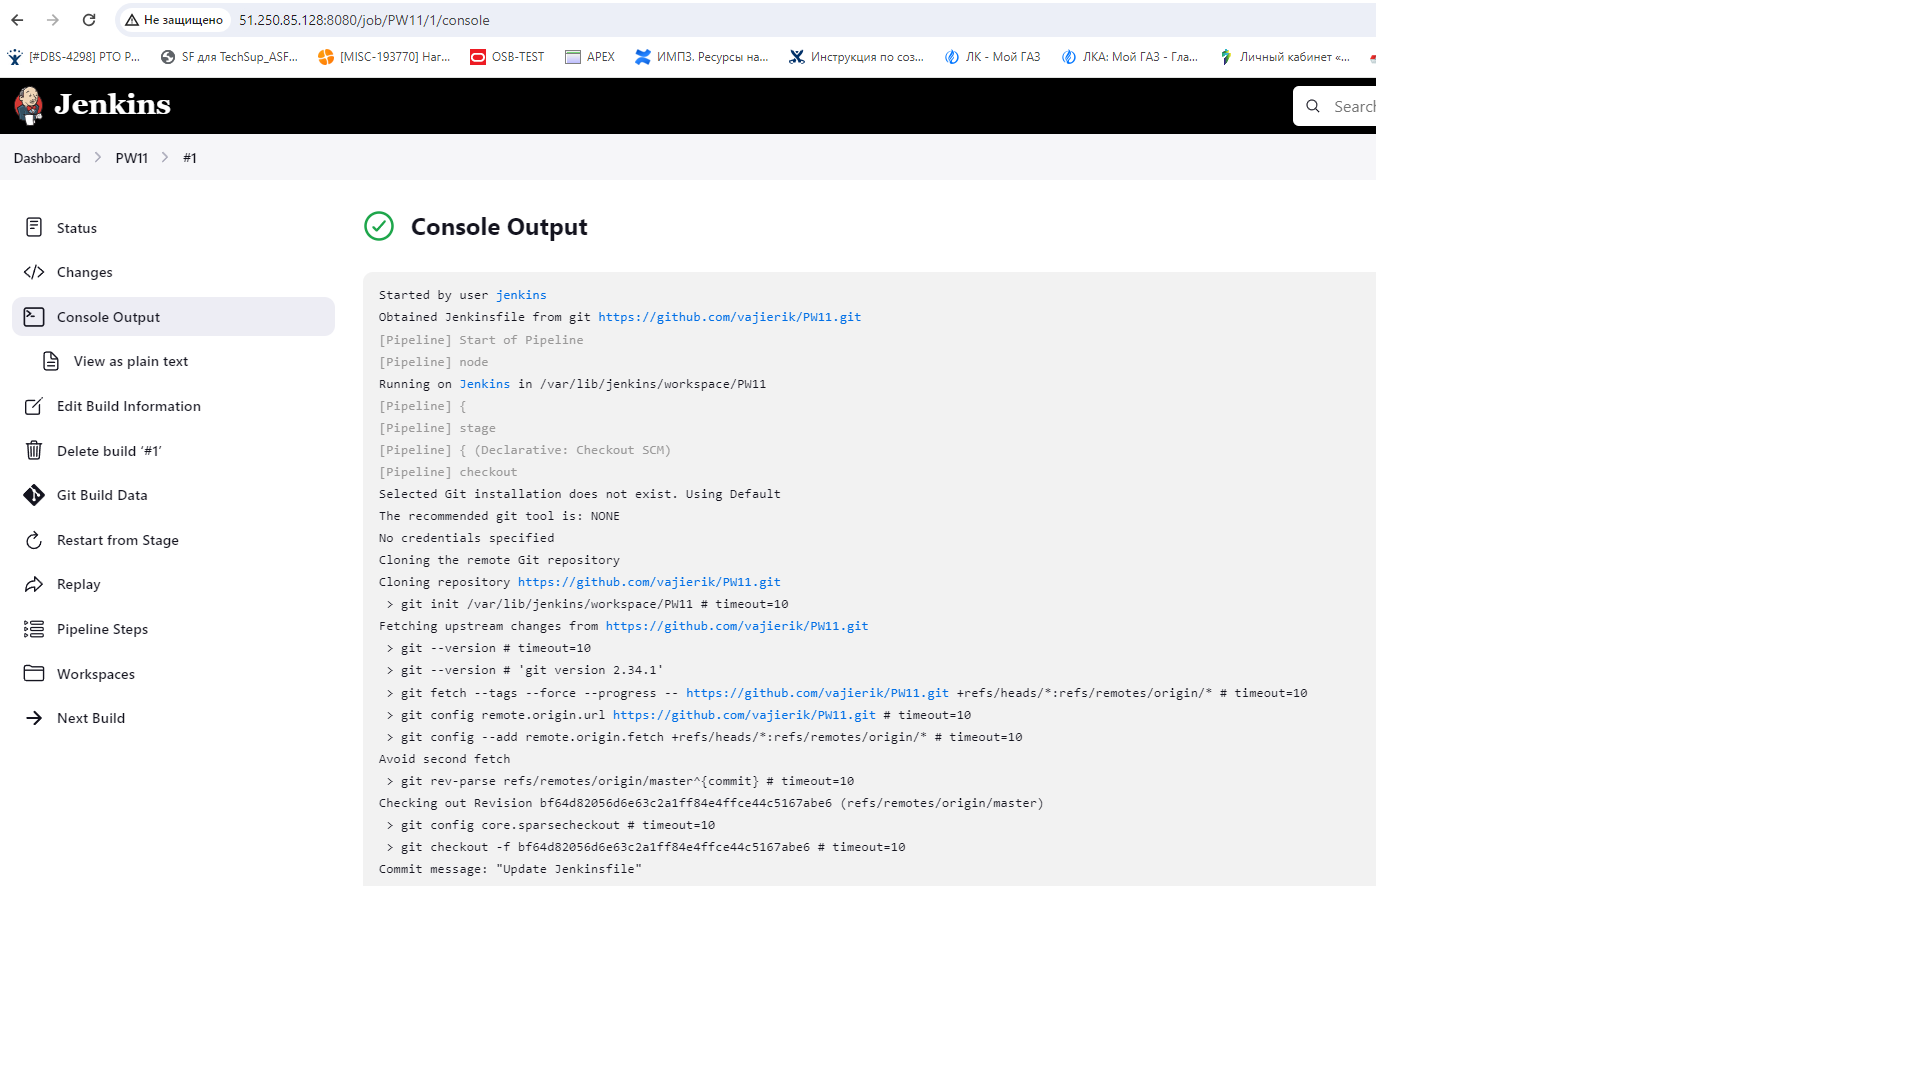 Не защищено 51.250.85.128:8080/job/PW11/1/console
[#DBS-4298] РТО Р... SF для TechSup_ASF... [MISC-193770] Наг... OSB-TEST APEX ИМПЗ. Ресурсы на... Инструкция по соз... ЛК - Мой ГАЗ ЛКА: Мой ГАЗ - Гла... Личный кабинет «...
Jenkins Search
Dashboard PW11 #1
Status
Changes
Console Output
View as plain text
Edit Build Information
Delete build ‘#1’
Git Build Data
Restart from Stage
Replay
Pipeline Steps
Workspaces
Next Build
Console Output
Started by user jenkins
Obtained Jenkinsfile from git https://github.com/vajierik/PW11.git
[Pipeline] Start of Pipeline
[Pipeline] node
Running on Jenkins in /var/lib/jenkins/workspace/PW11
[Pipeline] {
[Pipeline] stage
[Pipeline] { (Declarative: Checkout SCM)
[Pipeline] checkout
Selected Git installation does not exist. Using Default
The recommended git tool is: NONE
No credentials specified
Cloning the remote Git repository
Cloning repository https://github.com/vajierik/PW11.git
 > git init /var/lib/jenkins/workspace/PW11 # timeout=10
Fetching upstream changes from https://github.com/vajierik/PW11.git
 > git --version # timeout=10
 > git --version # 'git version 2.34.1'
 > git fetch --tags --force --progress -- https://github.com/vajierik/PW11.git +refs/heads/*:refs/remotes/origin/* # timeout=10
 > git config remote.origin.url https://github.com/vajierik/PW11.git # timeout=10
 > git config --add remote.origin.fetch +refs/heads/*:refs/remotes/origin/* # timeout=10
Avoid second fetch
 > git rev-parse refs/remotes/origin/master^{commit} # timeout=10
Checking out Revision bf64d82056d6e63c2a1ff84e4ffce44c5167abe6 (refs/remotes/origin/master)
 > git config core.sparsecheckout # timeout=10
 > git checkout -f bf64d82056d6e63c2a1ff84e4ffce44c5167abe6 # timeout=10
Commit message: "Update Jenkinsfile"